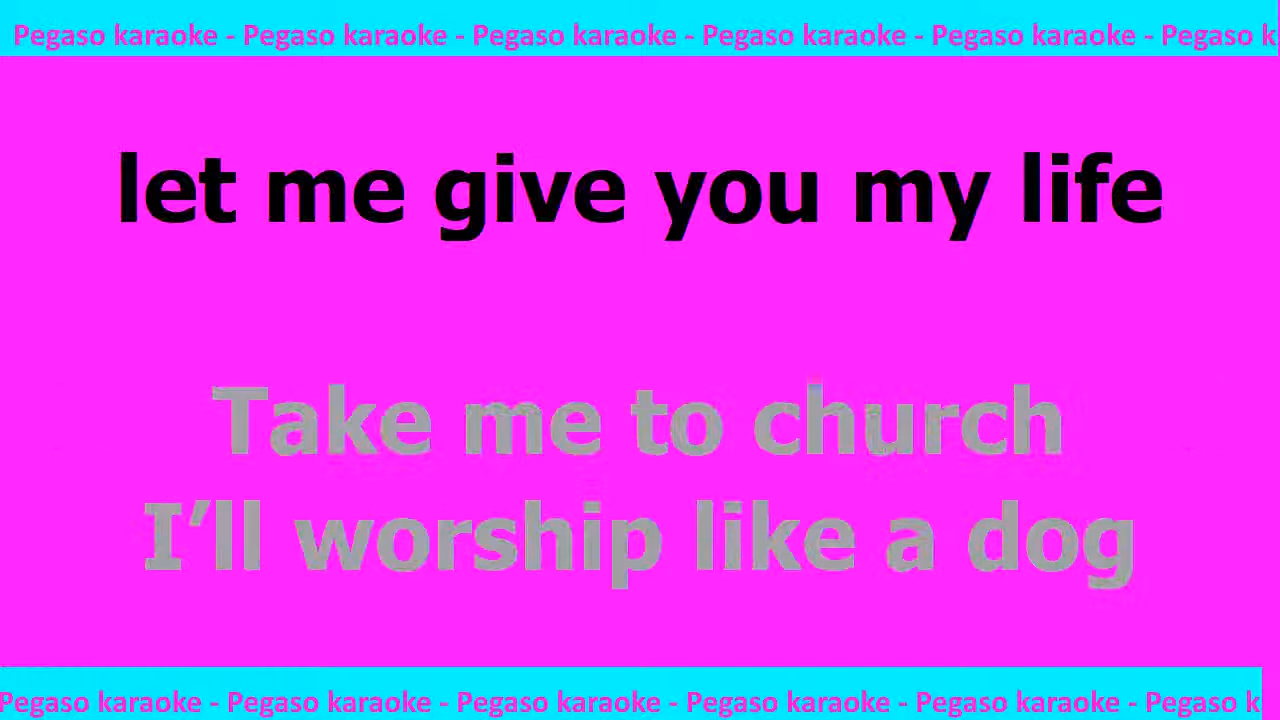 Pegaso karaoke - Pegaso karaoke - Pegaso karaoke - Pegaso karaoke - Pegaso karaoke - Pegaso k
let me give you my life
Take me to church
I’ll worship like a dog
Pegaso karaoke - Pegaso karaoke - Pegaso karaoke - Pegaso karaoke - Pegaso karaoke - Pegaso k